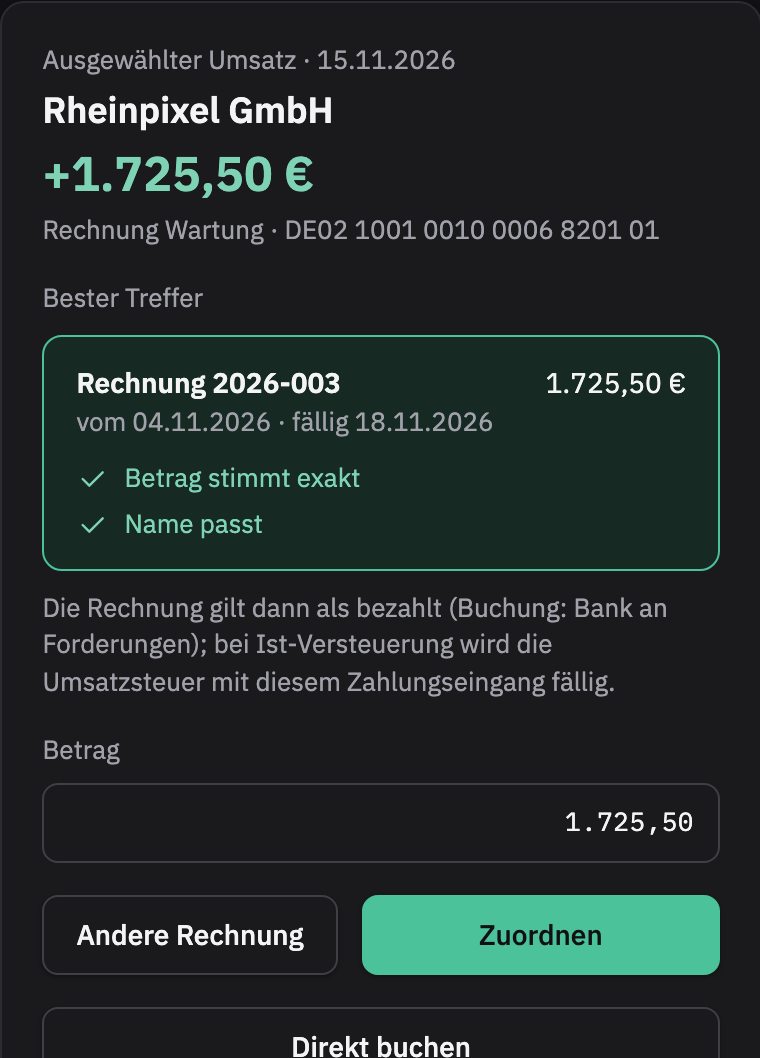 Ausgewählter Umsatz · 15.11.2026
Rheinpixel GmbH
+1.725,50 €
Rechnung Wartung · DE02 1001 0010 0006 8201 01
Bester Treffer
Rechnung 2026-003 1.725,50 €
vom 04.11.2026 · fällig 18.11.2026
Betrag stimmt exakt
Name passt
Die Rechnung gilt dann als bezahlt (Buchung: Bank an
Forderungen); bei Ist-Versteuerung wird die
Umsatzsteuer mit diesem Zahlungseingang fällig.
Betrag
1.725,50
Andere Rechnung Zuordnen
Direkt buchen